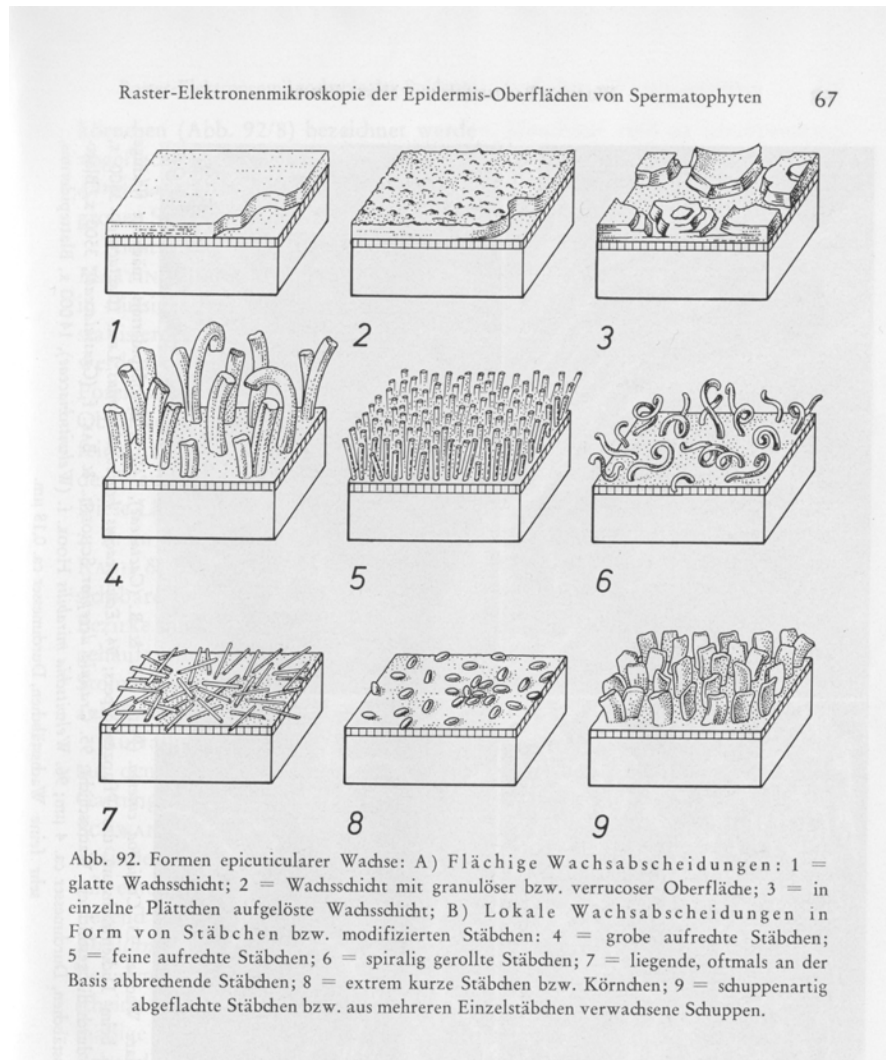 Raster-Elektronenmikroskopie der Epidermis-Oberflächen von Spermatophyten 67
1
2
3
4
5
6
7
8
9
Abb. 92. Formen epicuticularer Wachse: A) Flächige Wachsabscheidungen: 1 =
glatte Wachsschicht; 2 = Wachsschicht mit granulöser bzw. verrucoser Oberfläche; 3 = in
einzelne Plättchen aufgelöste Wachsschicht; B) Lokale Wachsabscheidungen in
Form von Stäbchen bzw. modifizierten Stäbchen: 4 = grobe aufrechte Stäbchen;
5 = feine aufrechte Stäbchen; 6 = spiralig gerollte Stäbchen; 7 = liegende, oftmals an der
Basis abbrechende Stäbchen; 8 = extrem kurze Stäbchen bzw. Körnchen; 9 = schuppenartig
abgeflachte Stäbchen bzw. aus mehreren Einzelstäbchen verwachsene Schuppen.